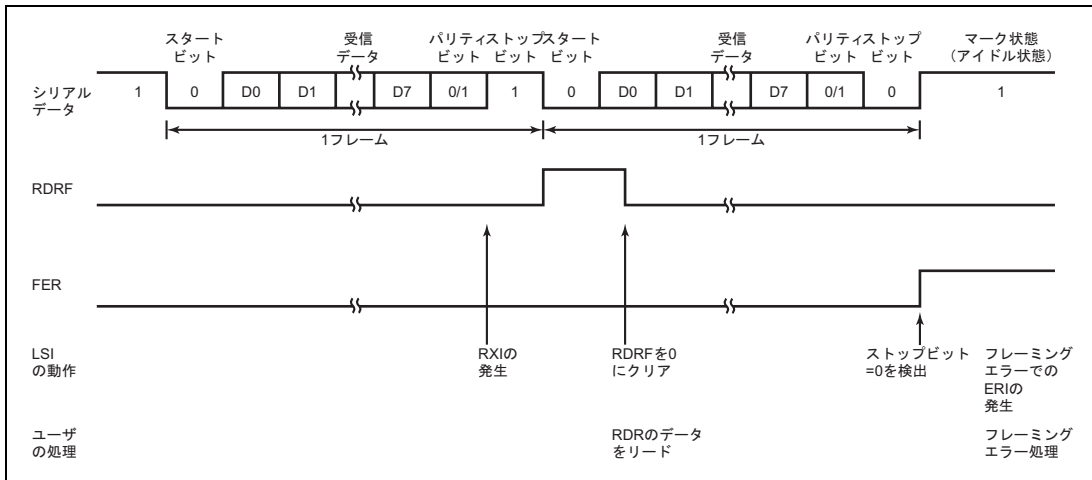 スタート
ビット
受信
データ
パリティ
ビット
ストップ
ビット
スタート
ビット
受信
データ
パリティ
ビット
ストップ
ビット
マーク状態
（アイドル状態）
シリアル
データ
1 0 D0 D1 D7 0/1 1 0 D0 D1 D7 0/1 0 1
1フレーム 1フレーム
RDRF
FER
LSI
の動作
RXIの
発生
RDRFを0
にクリア
ストップビット
=0を検出
フレーミング
エラーでの
ERIの
発生
ユーザ
の処理
RDRのデータ
をリード
フレーミング
エラー処理